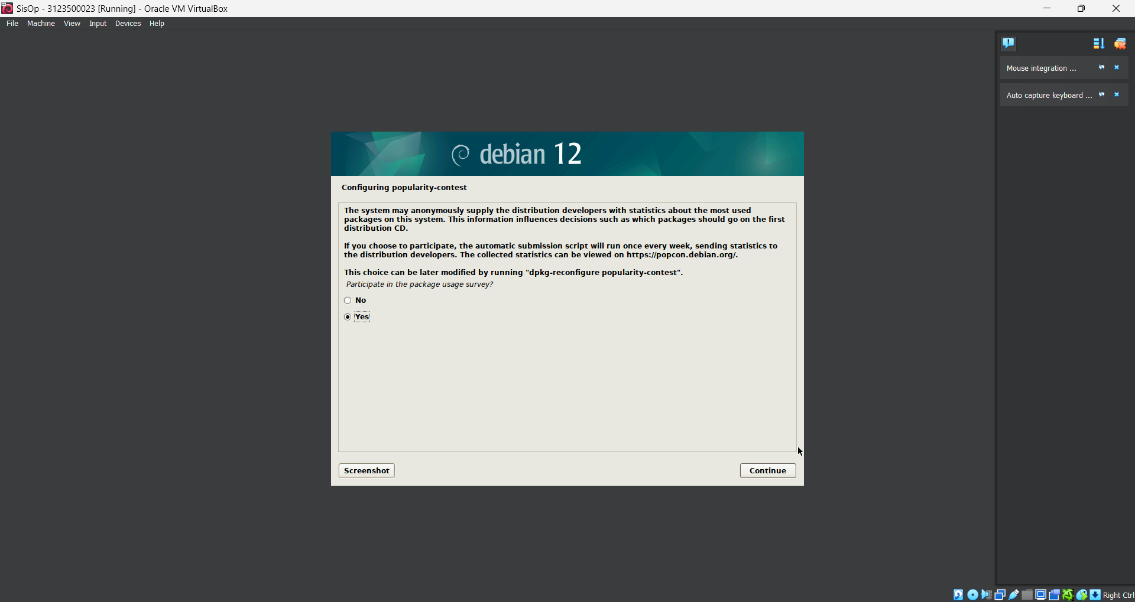 SisOp - 3123500023 [Running] - Oracle VM VirtualBox
File Machine View Input Devices Help
Mouse integration ...
Auto capture keyboard ...
debian 12
Configuring popularity-contest
The system may anonymously supply the distribution developers with statistics about the most used
packages on this system. This information influences decisions such as which packages should go on the first
distribution CD.
If you choose to participate, the automatic submission script will run once every week, sending statistics to
the distribution developers. The collected statistics can be viewed on https://popcon.debian.org/.
This choice can be later modified by running "dpkg-reconfigure popularity-contest".
Participate in the package usage survey?
No
Yes
Screenshot
Continue
Right Ctrl